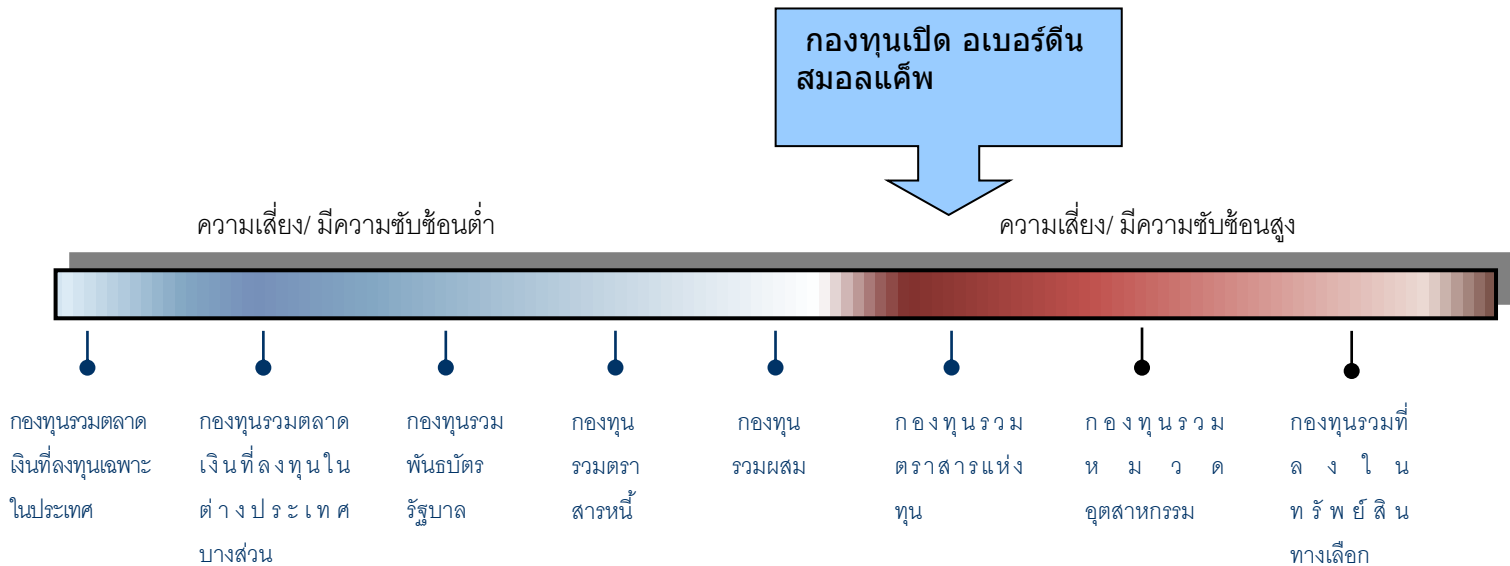 กองทุนเปิด อเบอร์ดีน
สมอลแค็พ
ความเสี่ยง/ มีความซับซ้อนต่ำ
ความเสี่ยง/ มีความซับซ้อนสูง
กองทุนรวมตลาด
เงินที่ลงทุนเฉพาะ
ในประเทศ
กองทุนรวมตลาด
เงินที่ลงทุนใน
ต่างประเทศ
บางส่วน
กองทุนรวม
พันธบัตร
รัฐบาล
กองทุน
รวมตรา
สารหนี้
กองทุน
รวมผสม
กองทุนรวม
ตราสารแห่ง
ทุน
กองทุนรวม
หมวด
อุตสาหกรรม
กองทุนรวมที่
ลงใน
ทรัพย์สิน
ทางเลือก